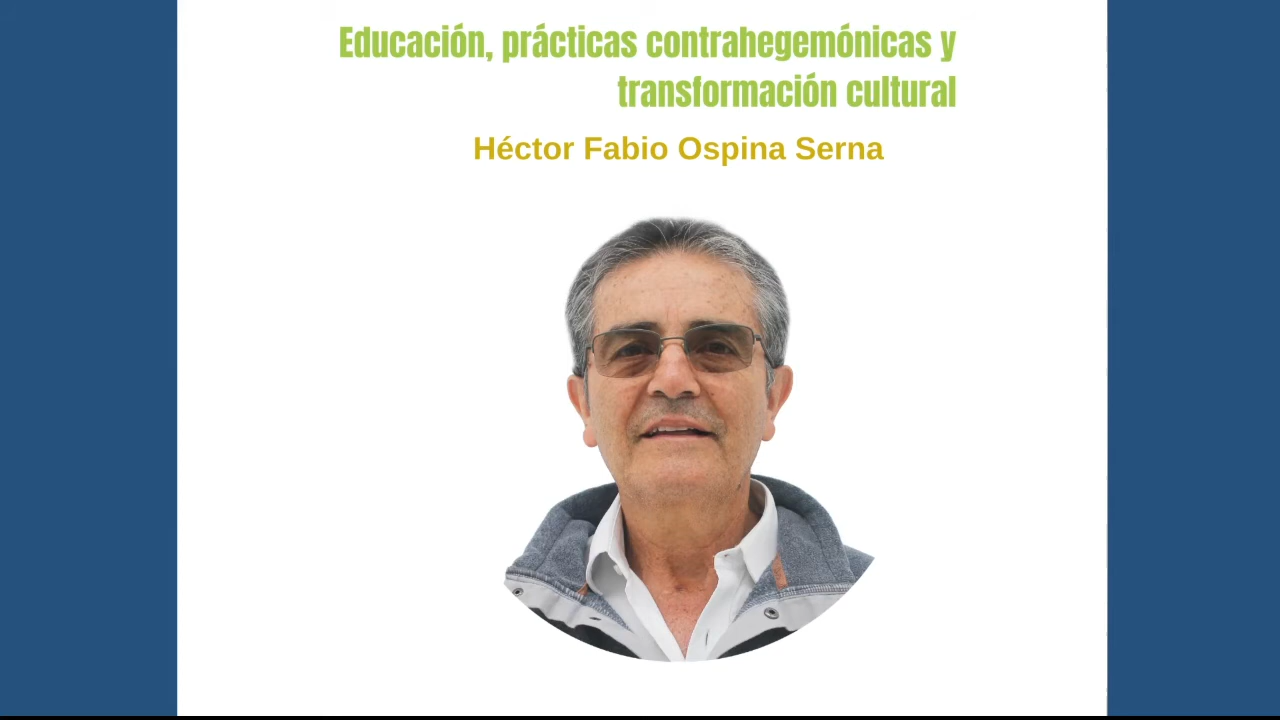 Educación, prácticas contrahegemónicas y
transformación cultural
Héctor Fabio Ospina Serna